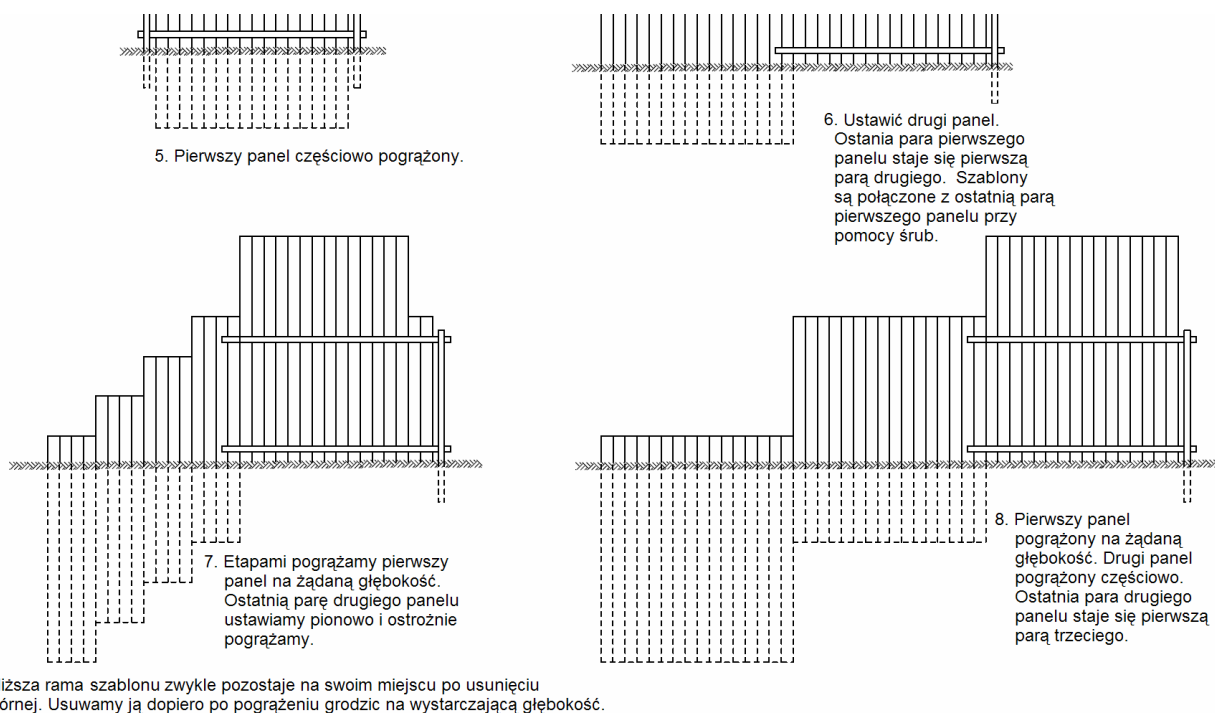 5. Pierwszy panel częściowo pogrążony.
6. Ustawić drugi panel.
Ostania para pierwszego
panelu staje się pierwszą
parą drugiego. Szablony
są połączone z ostatnią parą
pierwszego panelu przy
pomocy śrub.
7. Etapami pogrążamy pierwszy
panel na żądaną głębokość.
Ostatnią parę drugiego panelu
ustawiamy pionowo i ostrożnie
pogrążamy.
8. Pierwszy panel
pogrążony na żądaną
głębokość. Drugi panel
pogrążony częściowo.
Ostatnia para drugiego
panelu staje się pierwszą
parą trzeciego.
rama szablonu zwykle pozostaje na swoim miejscu po usunięciu
Usuwamy ją dopiero po pogrążeniu grodzic na wystarczającą głębokość.